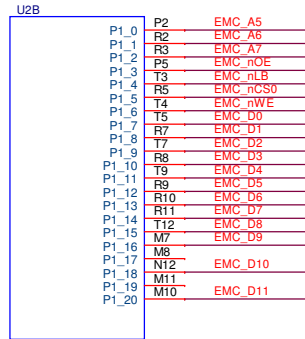 U2B
P1_0 P2 EMC_A5
P1_1 R2 EMC_A6
P1_2 R3 EMC_A7
P1_3 P5 EMC_nOE
P1_4 T3 EMC_nLB
P1_5 R5 EMC_nCS0
P1_6 T4 EMC_nWE
P1_7 T5 EMC_D0
P1_8 R7 EMC_D1
P1_9 T7 EMC_D2
P1_10 R8 EMC_D3
P1_11 T9 EMC_D4
P1_12 R9 EMC_D5
P1_13 R10 EMC_D6
P1_14 R11 EMC_D7
P1_15 T12 EMC_D8
P1_16 M7 EMC_D9
P1_17 M8
P1_18 N12 EMC_D10
P1_19 M11
P1_20 M10 EMC_D11